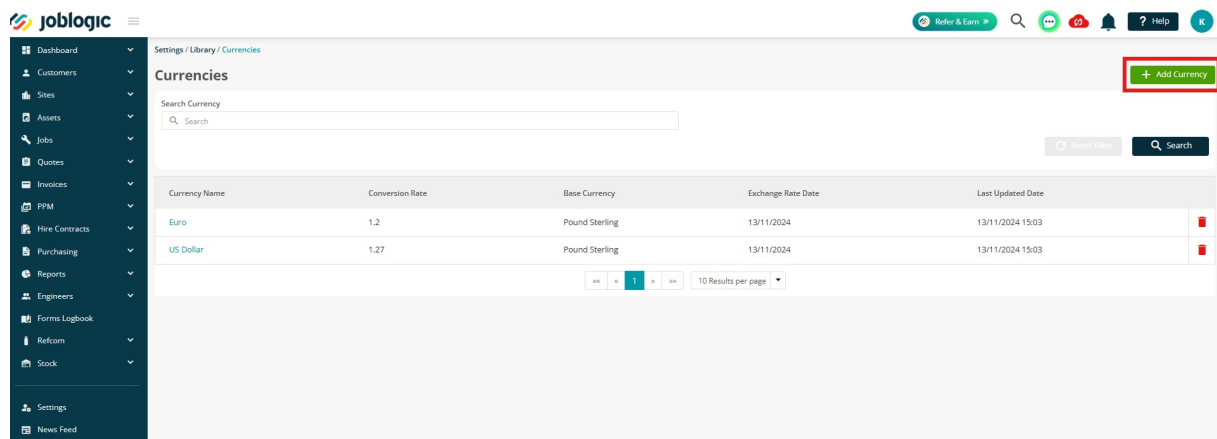 joblogic
Refer & Earn »
? Help
K
Dashboard
Customers
Sites
Assets
Jobs
Quotes
Invoices
PPM
Hire Contracts
Purchasing
Reports
Engineers
Forms Logbook
Refcom
Stock
Settings
News Feed
Settings / Library / Currencies
Currencies
+ Add Currency
Search Currency
Search
Reset Filter
Search
Currency Name Conversion Rate Base Currency Exchange Rate Date Last Updated Date
Euro 1.2 Pound Sterling 13/11/2024 13/11/2024 15:03
US Dollar 1.27 Pound Sterling 13/11/2024 13/11/2024 15:03
«« « 1 » »» 10 Results per page